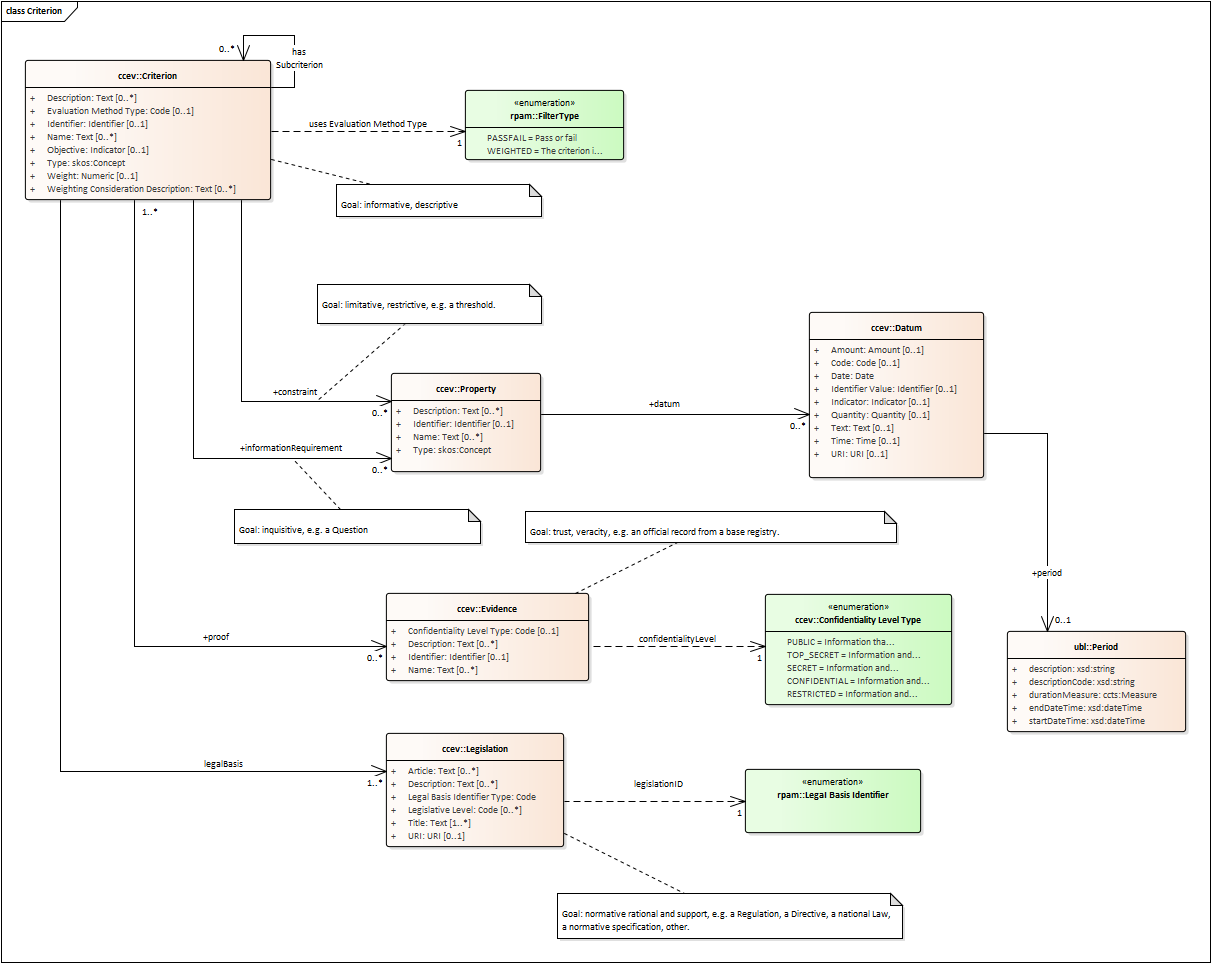 class Criterion
0..*
has
Subcriterion
ccev::Criterion
+ Description: Text [0..*]
+ Evaluation Method Type: Code [0..1]
+ Identifier: Identifier [0..1]
+ Name: Text [0..*]
+ Objective: Indicator [0..1]
+ Type: skos:Concept
+ Weight: Numeric [0..1]
+ Weighting Consideration Description: Text [0..*]
uses Evaluation Method Type
1
«enumeration»
rpam::FilterType
PASSFAIL = Pass or fail
WEIGHTED = The criterion i...
Goal: informative, descriptive
1..*
Goal: limitative, restrictive, e.g. a threshold.
+constraint
0..*
+informationRequirement
0..*
ccev::Property
+ Description: Text [0..*]
+ Identifier: Identifier [0..1]
+ Name: Text [0..*]
+ Type: skos:Concept
+datum
0..*
ccev::Datum
+ Amount: Amount [0..1]
+ Code: Code [0..1]
+ Date: Date
+ Identifier Value: Identifier [0..1]
+ Indicator: Indicator [0..1]
+ Quantity: Quantity [0..1]
+ Text: Text [0..1]
+ Time: Time [0..1]
+ URI: URI [0..1]
Goal: inquisitive, e.g. a Question
Goal: trust, veracity, e.g. an official record from a base registry.
+period
0..1
ubl::Period
+ description: xsd:string
+ descriptionCode: xsd:string
+ durationMeasure: ccts:Measure
+ endDateTime: xsd:dateTime
+ startDateTime: xsd:dateTime
+proof
0..*
ccev::Evidence
+ Confidentiality Level Type: Code [0..1]
+ Description: Text [0..*]
+ Identifier: Identifier [0..1]
+ Name: Text [0..*]
confidentialityLevel
1
«enumeration»
ccev::Confidentiality Level Type
PUBLIC = Information tha...
TOP_SECRET = Information and...
SECRET = Information and...
CONFIDENTIAL = Information and...
RESTRICTED = Information and...
legalBasis
1..*
ccev::Legislation
+ Article: Text [0..*]
+ Description: Text [0..*]
+ Legal Basis Identifier Type: Code
+ Legislative Level: Code [0..*]
+ Title: Text [1..*]
+ URI: URI [0..1]
legislationID
1
«enumeration»
rpam::Legal Basis Identifier
Goal: normative rational and support, e.g. a Regulation, a Directive, a national Law,
a normative specification, other.